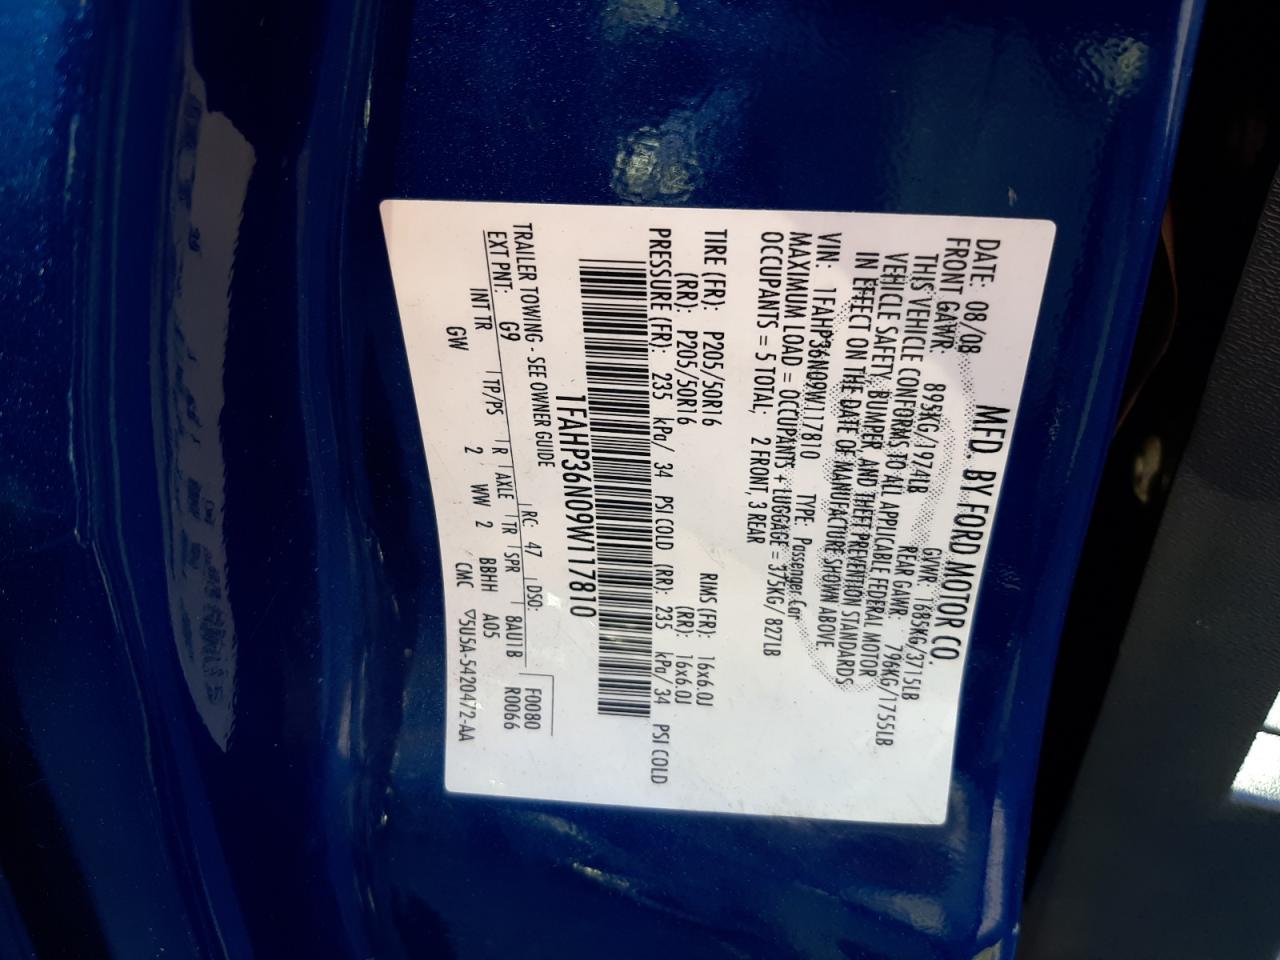 MFD. BY FORD MOTOR CO.
DATE: 08/08
GVWR: 1685KG/3715LB
FRONT GAWR: 895KG/1974LB
REAR GAWR: 796KG/1755LB
THIS VEHICLE CONFORMS TO ALL APPLICABLE FEDERAL MOTOR
VEHICLE SAFETY, BUMPER, AND THEFT PREVENTION STANDARDS
IN EFFECT ON THE DATE OF MANUFACTURE SHOWN ABOVE
VIN: 1FAHP36N09W117810 TYPE: Passenger Car
MAXIMUM LOAD = OCCUPANTS + LUGGAGE = 375KG/ 827LB
OCCUPANTS = 5 TOTAL, 2 FRONT, 3 REAR
TIRE (FR): P205/50R16 RIMS (FR): 16x6.0J
(RR): P205/50R16 (RR): 16x6.0J
PRESSURE (FR): 235 kPa/ 34 PSI COLD (RR): 235 kPa/ 34 PSI COLD
1FAHP36N09W117810
TRAILER TOWING - SEE OWNER GUIDE
RC: 47 DSO: F0080
EXT PNT: G9 8AU11B R0066
INT TR TP/PS R AXLE TR SPR
GW 2 2 WW 2 BBHH A05
CMC ▽5U5A-5420472-AA